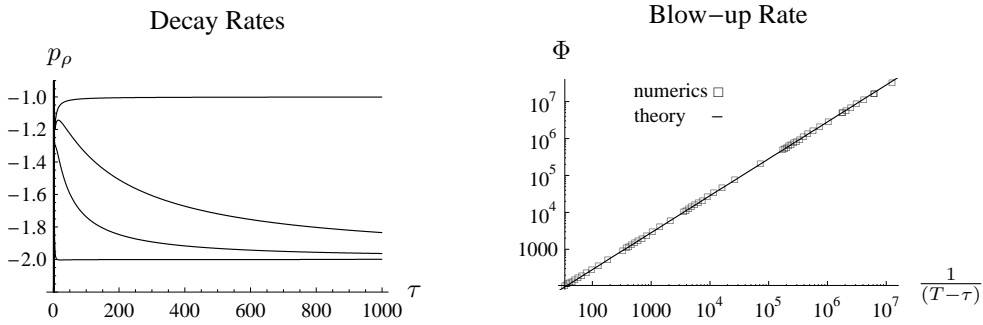 Decay Rates
p_ρ
−1.0
−1.2
−1.4
−1.6
−1.8
−2.0
0 200 400 600 800 1000 τ
Blow−up Rate
Φ
numerics □
theory −
10^7
10^6
10^5
10^4
1000
100 1000 10^4 10^5 10^6 10^7
1/(T−τ)